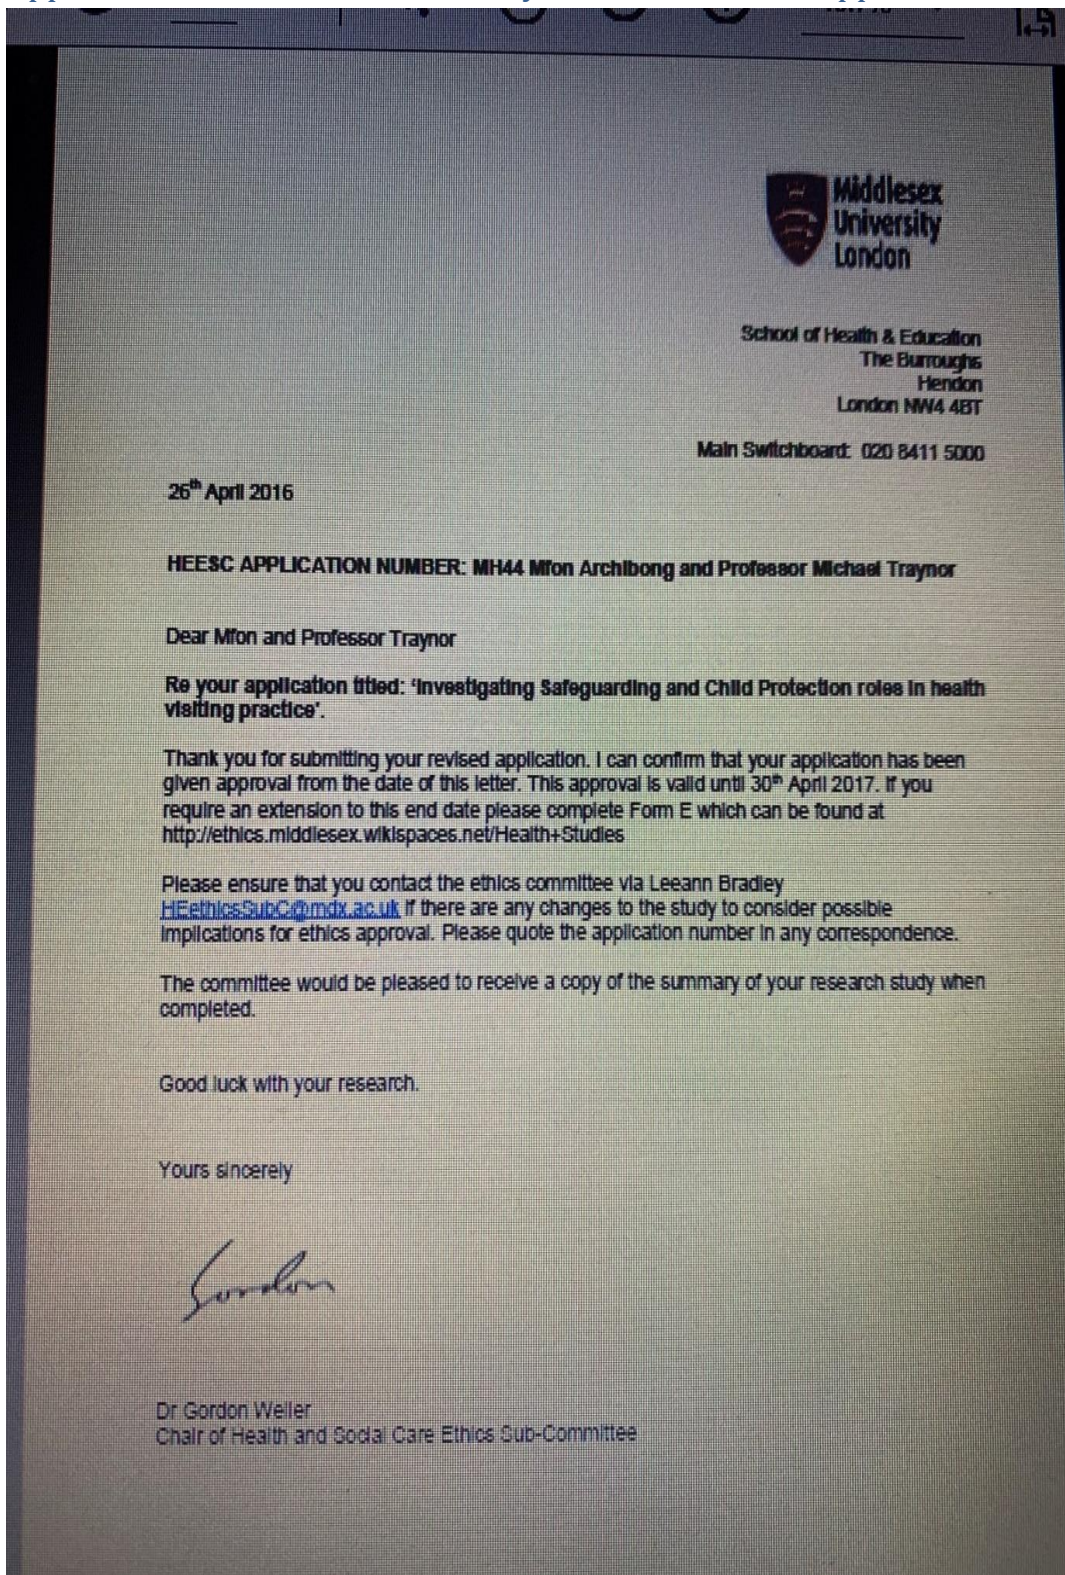 Middlesex
University
London
School of Health & Education
The Burroughs
Hendon
London NW4 4BT
Main Switchboard: 020 8411 5000
26th April 2016
HEESC APPLICATION NUMBER: MH44 Mfon Archibong and Professor Michael Traynor
Dear Mfon and Professor Traynor
Re your application titled: ‘Investigating Safeguarding and Child Protection roles in health
visiting practice’.
Thank you for submitting your revised application. I can confirm that your application has been
given approval from the date of this letter. This approval is valid until 30th April 2017. If you
require an extension to this end date please complete Form E which can be found at
http://ethics.middlesex.wikispaces.net/Health+Studies
Please ensure that you contact the ethics committee via Leeann Bradley
HEethicsSubC@mdx.ac.uk if there are any changes to the study to consider possible
implications for ethics approval. Please quote the application number in any correspondence.
The committee would be pleased to receive a copy of the summary of your research study when
completed.
Good luck with your research.
Yours sincerely
Gordon
Dr Gordon Weller
Chair of Health and Social Care Ethics Sub-Committee